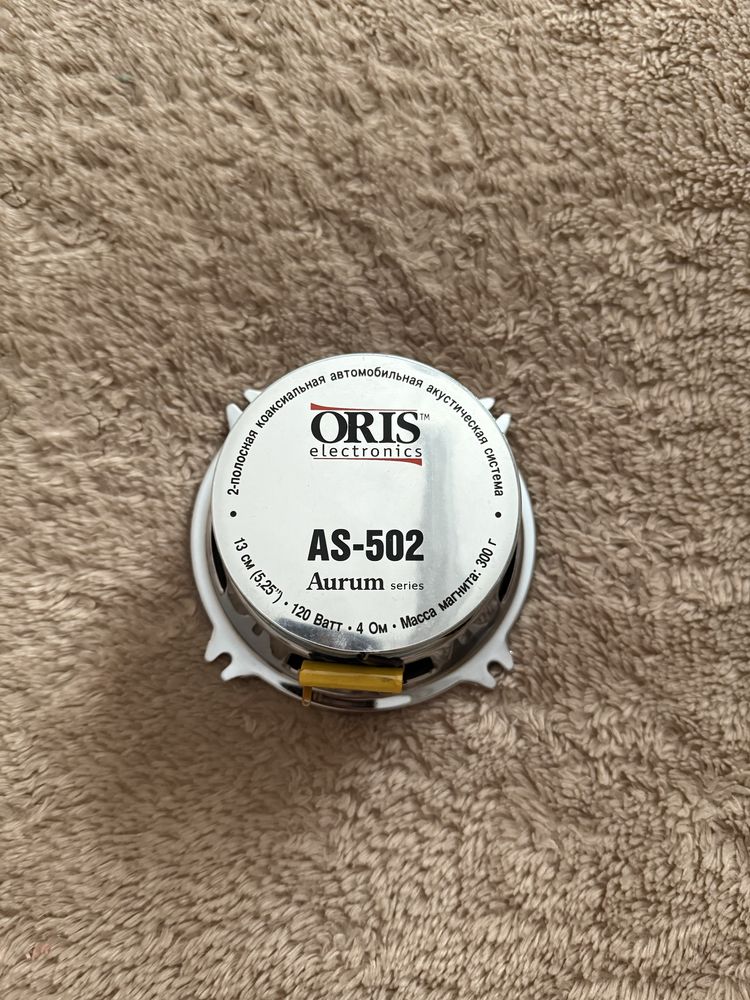 2-полосная коаксиальная автомобильная акустическая система
ORIS™
electronics
AS-502
Aurum series
13 см (5,25") • 120 Ватт • 4 Ом • Масса магнита: 300 г